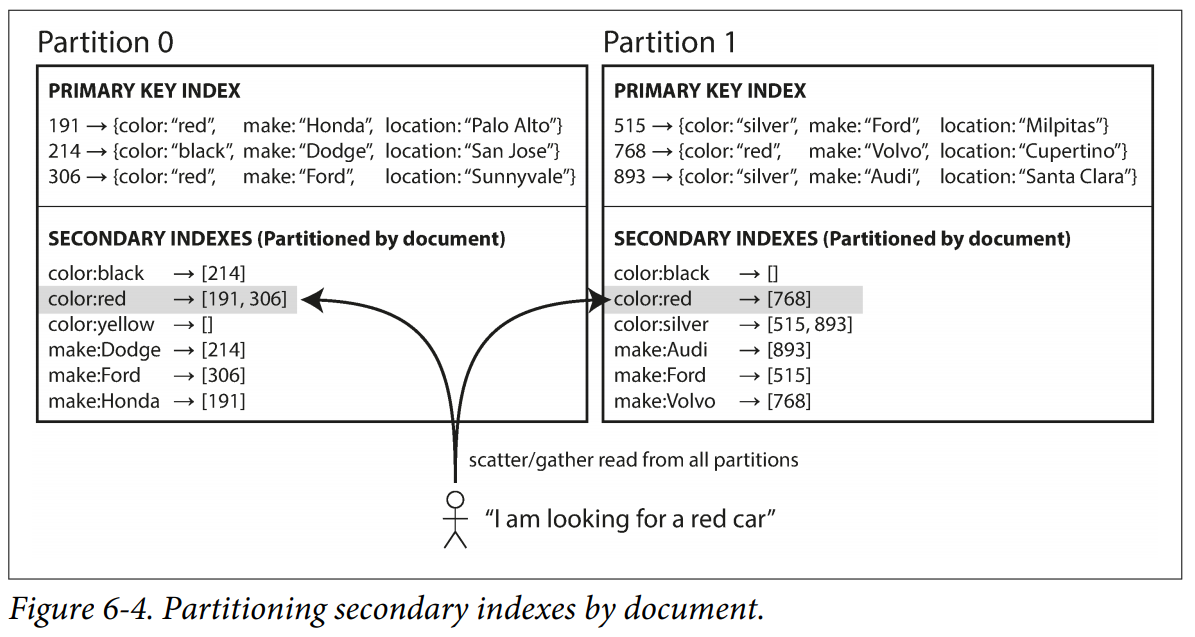 Partition 0
PRIMARY KEY INDEX
191 → {color: “red”, make: “Honda”, location: “Palo Alto”}
214 → {color: “black”, make: “Dodge”, location: “San Jose”}
306 → {color: “red”, make: “Ford”, location: “Sunnyvale”}
SECONDARY INDEXES (Partitioned by document)
color:black → [214]
color:red → [191, 306]
color:yellow → []
make:Dodge → [214]
make:Ford → [306]
make:Honda → [191]
Partition 1
PRIMARY KEY INDEX
515 → {color: “silver”, make: “Ford”, location: “Milpitas”}
768 → {color: “red”, make: “Volvo”, location: “Cupertino”}
893 → {color: “silver”, make: “Audi”, location: “Santa Clara”}
SECONDARY INDEXES (Partitioned by document)
color:black → []
color:red → [768]
color:silver → [515, 893]
make:Audi → [893]
make:Ford → [515]
make:Volvo → [768]
scatter/gather read from all partitions
“I am looking for a red car”
Figure 6-4. Partitioning secondary indexes by document.